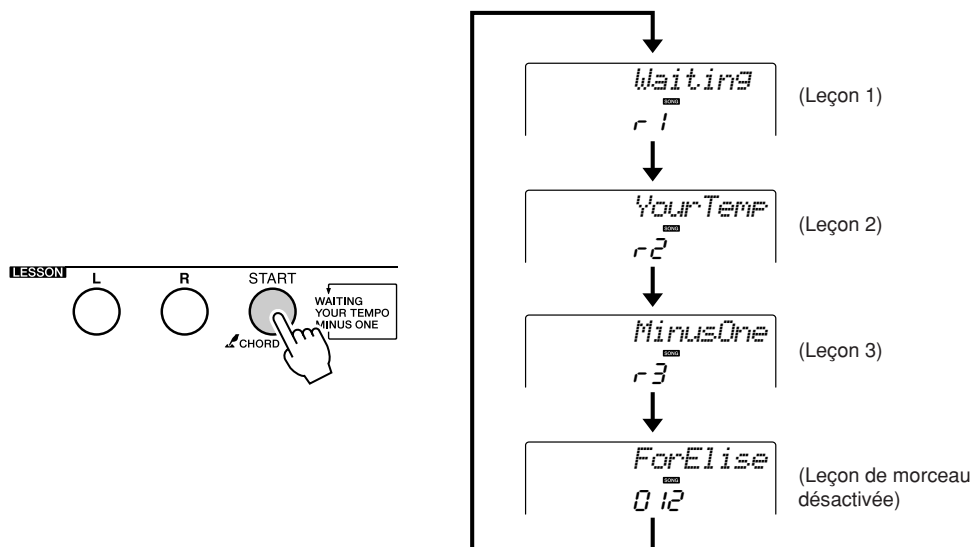 LESSON
L
R
START
WAITING
YOUR TEMPO
MINUS ONE
CHORD
Waiting
SONG
r1
(Leçon 1)
YourTemp
SONG
r2
(Leçon 2)
MinusOne
SONG
r3
(Leçon 3)
ForElise
SONG
012
(Leçon de morceau
désactivée)